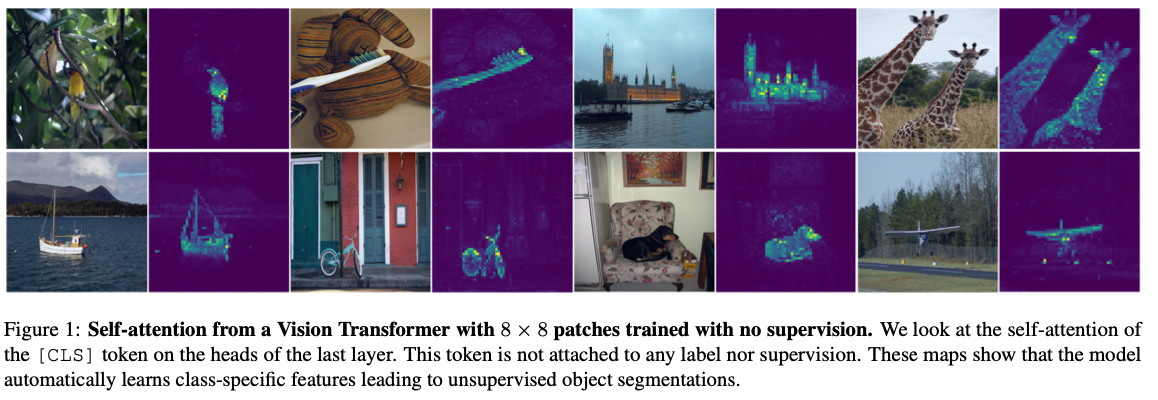 Figure 1: Self-attention from a Vision Transformer with 8 × 8 patches trained with no supervision. We look at the self-attention of
the [CLS] token on the heads of the last layer. This token is not attached to any label nor supervision. These maps show that the model
automatically learns class-specific features leading to unsupervised object segmentations.